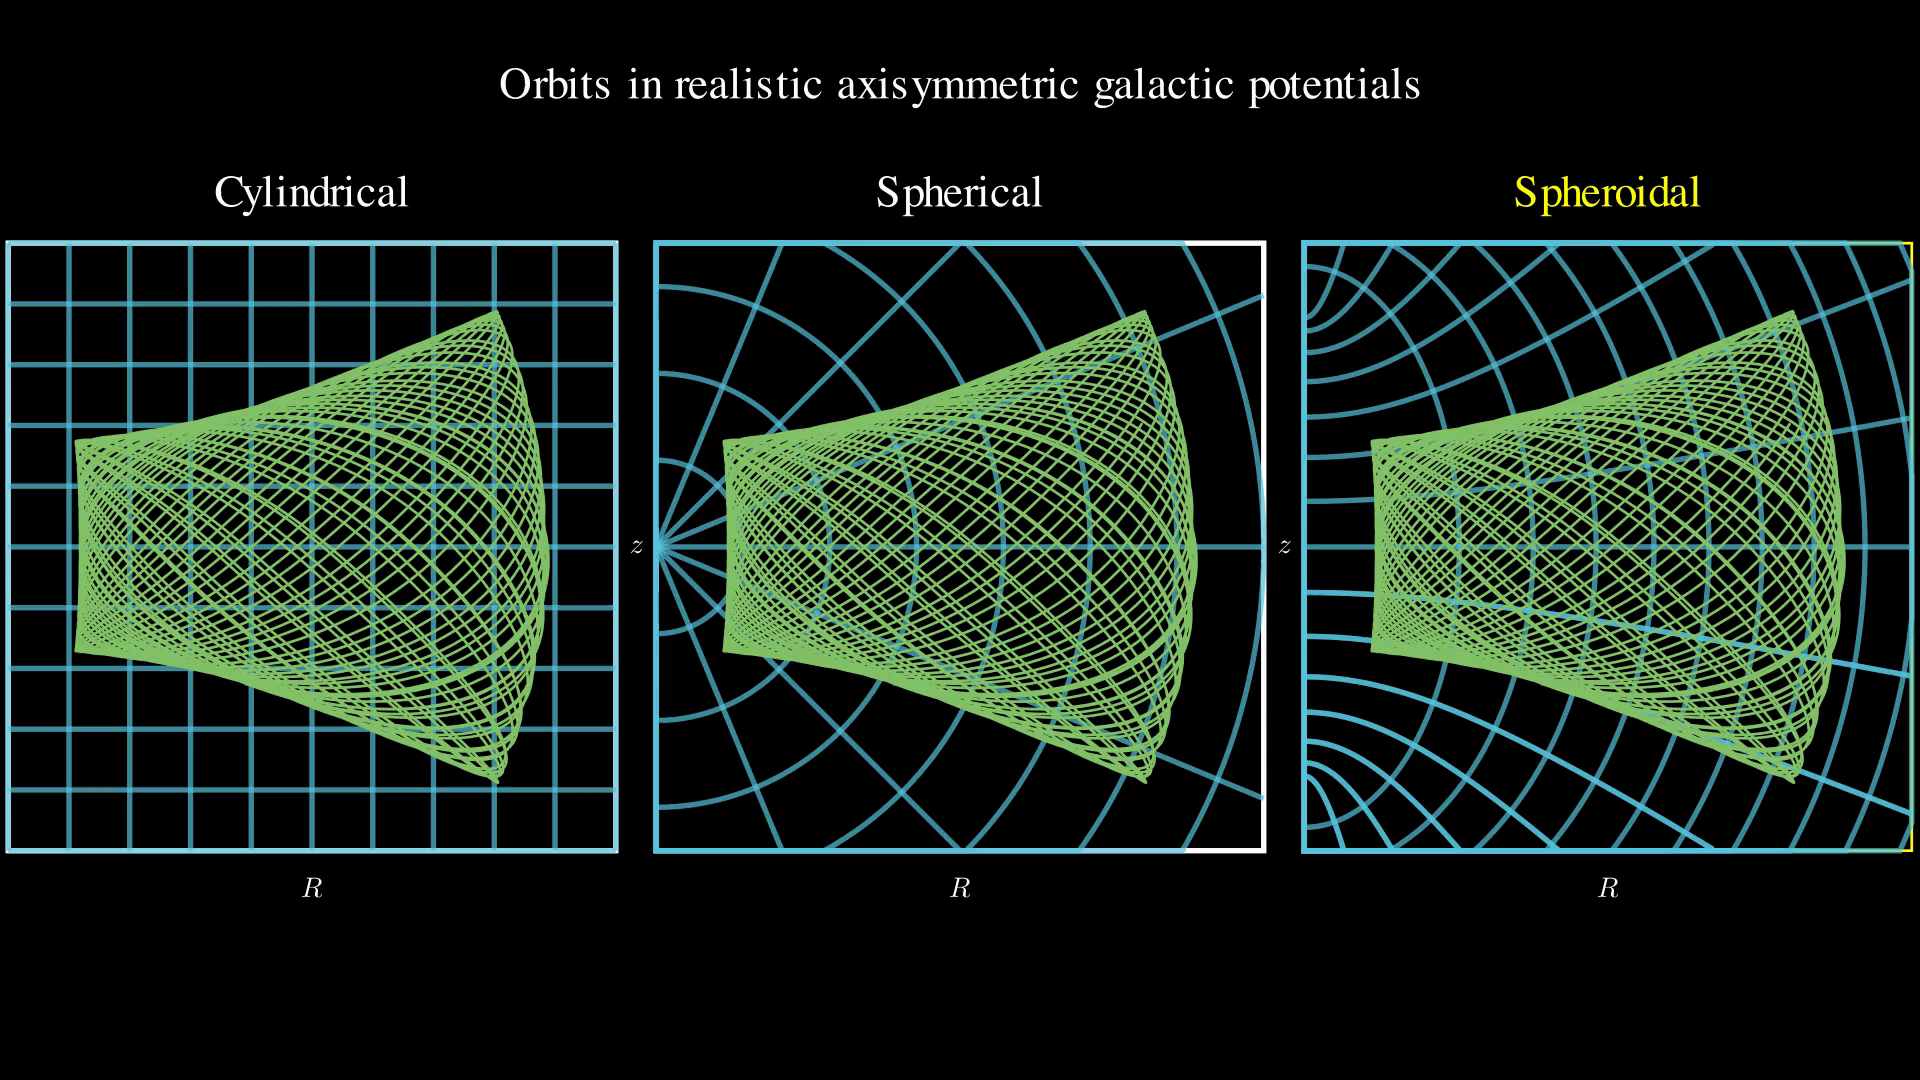 Orbits in realistic axisymmetric galactic potentials
Cylindrical
Spherical
Spheroidal
z
z
R
R
R